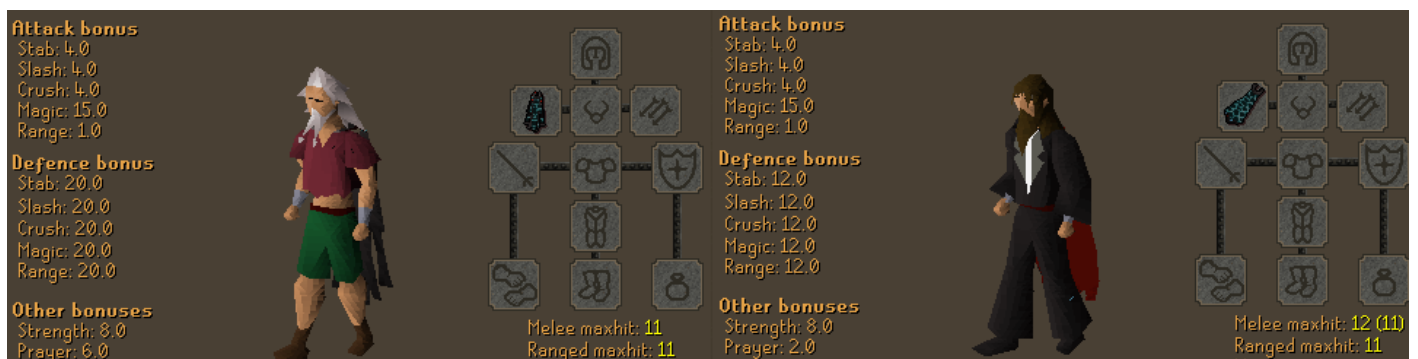 Attack bonus
Stab: 4.0
Slash: 4.0
Crush: 4.0
Magic: 15.0
Range: 1.0
Defence bonus
Stab: 20.0
Slash: 20.0
Crush: 20.0
Magic: 20.0
Range: 20.0
Other bonuses
Strength: 8.0
Prayer: 6.0
Melee maxhit: 11
Ranged maxhit: 11
Attack bonus
Stab: 4.0
Slash: 4.0
Crush: 4.0
Magic: 15.0
Range: 1.0
Defence bonus
Stab: 12.0
Slash: 12.0
Crush: 12.0
Magic: 12.0
Range: 12.0
Other bonuses
Strength: 8.0
Prayer: 2.0
Melee maxhit: 12 (11)
Ranged maxhit: 11